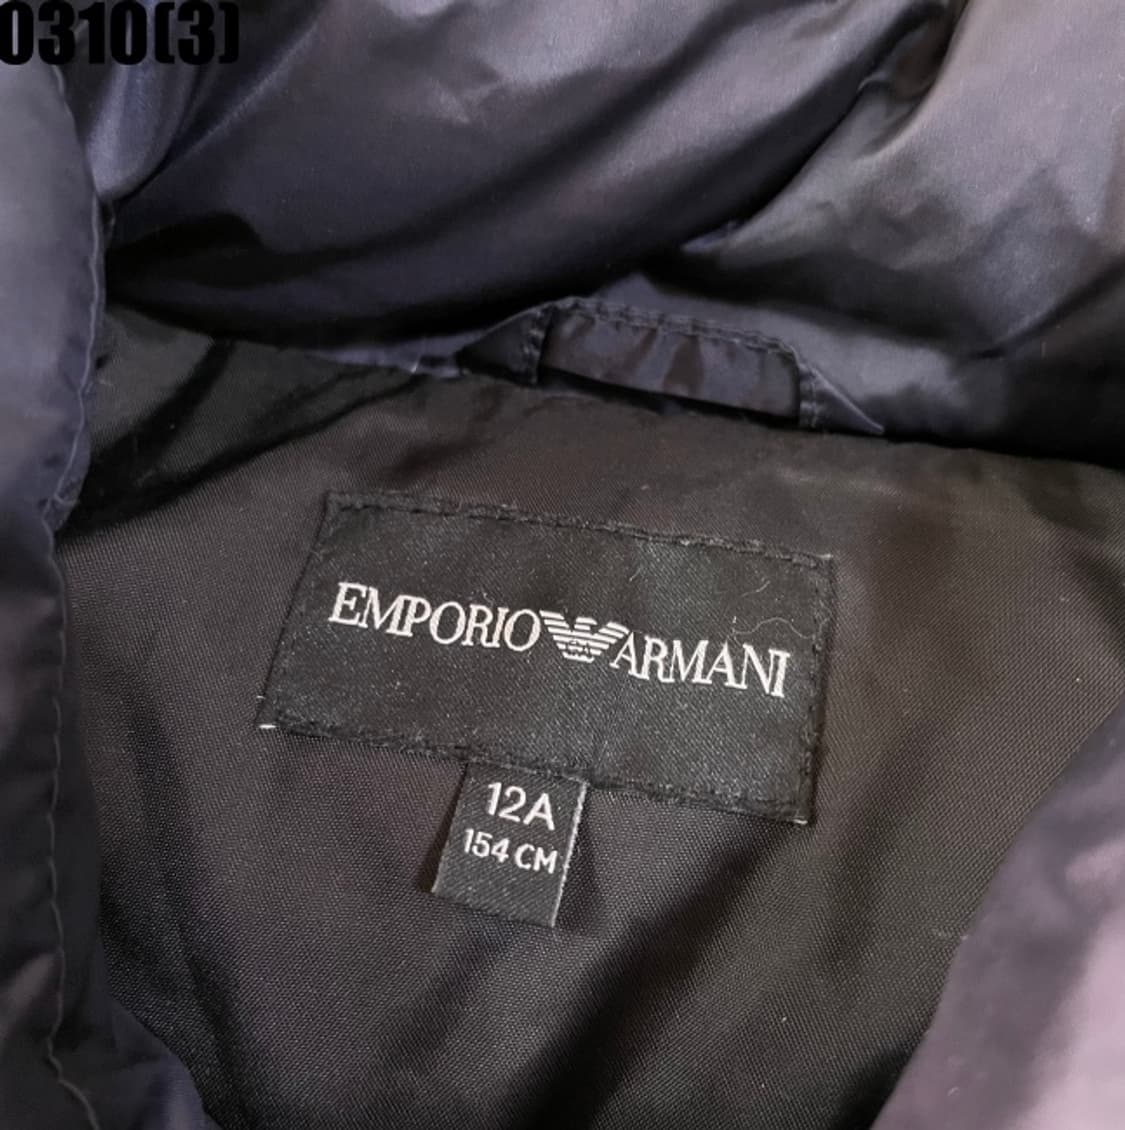 0310(3)
EMPORIO ARMANI
12A
154 CM